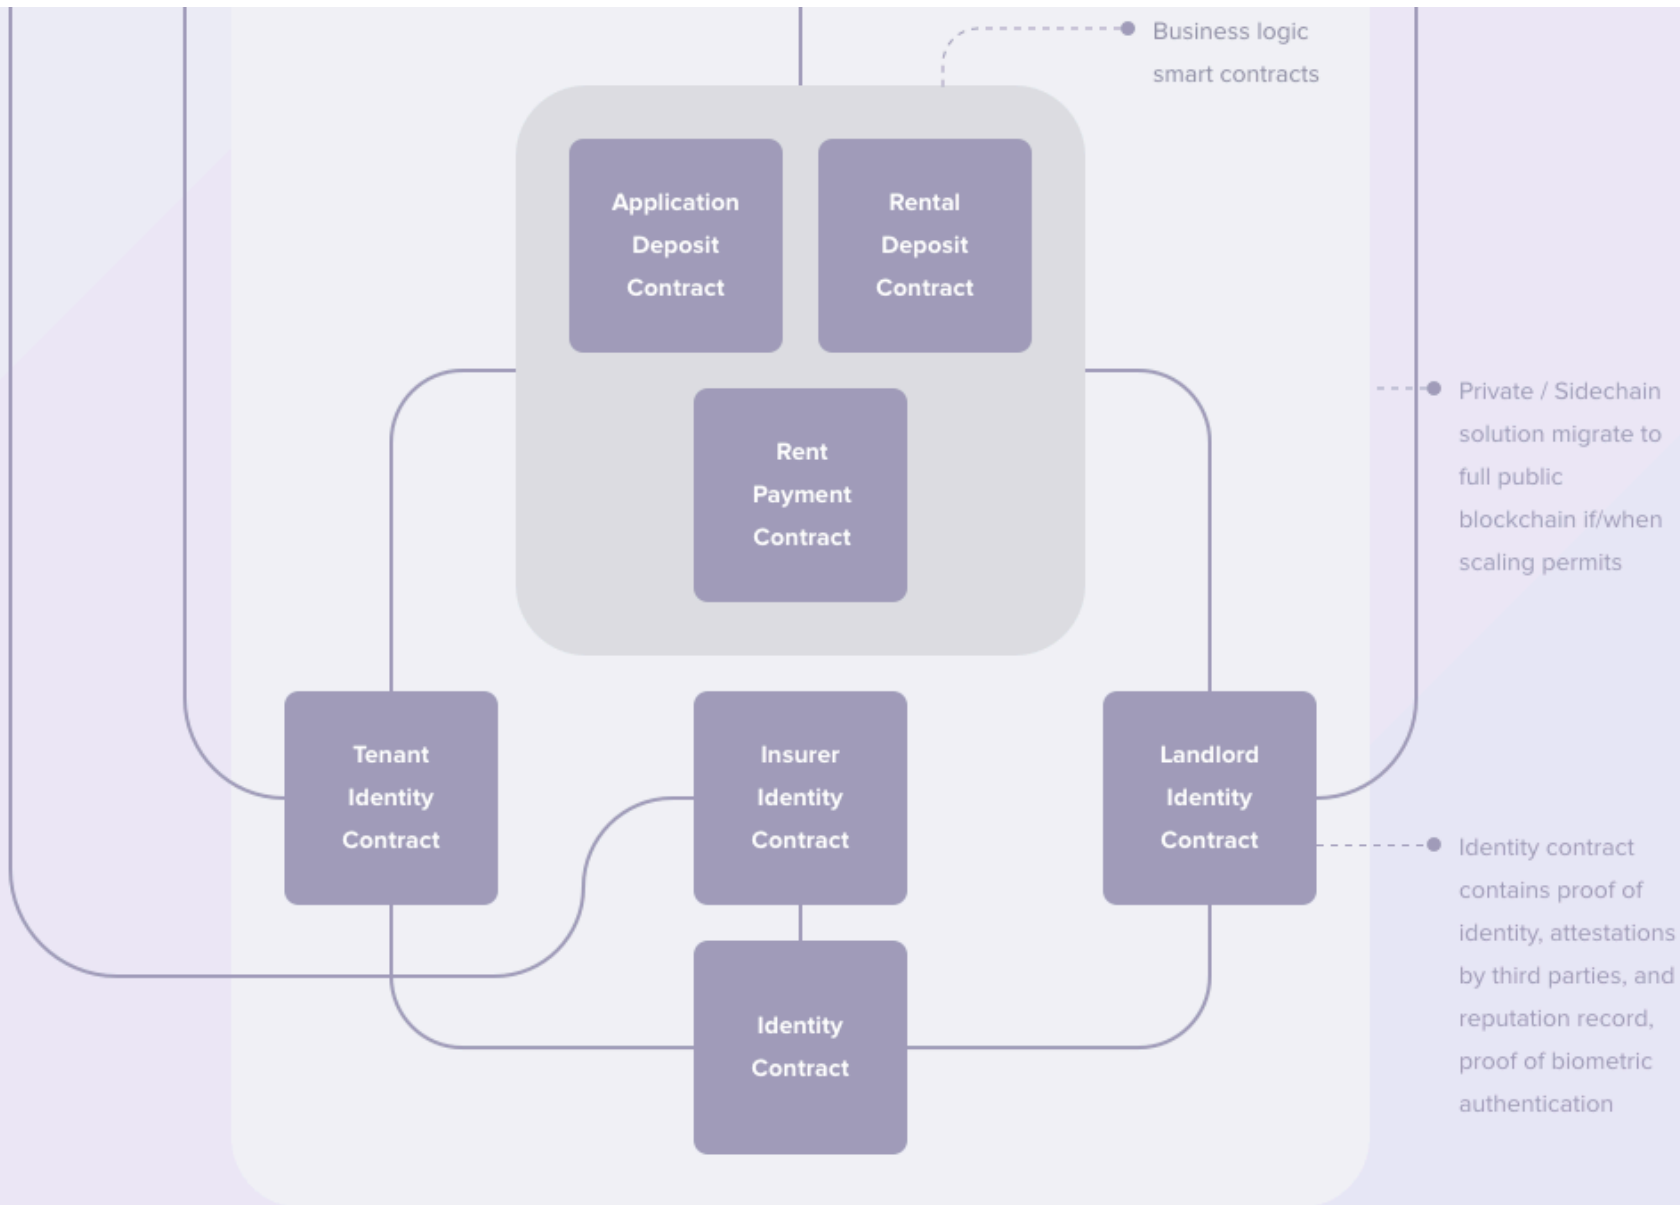 Business logic
smart contracts
Application
Deposit
Contract
Rental
Deposit
Contract
Rent
Payment
Contract
Private / Sidechain
solution migrate to
full public
blockchain if/when
scaling permits
Tenant
Identity
Contract
Insurer
Identity
Contract
Landlord
Identity
Contract
Identity contract
contains proof of
identity, attestations
by third parties, and
reputation record,
proof of biometric
authentication
Identity
Contract